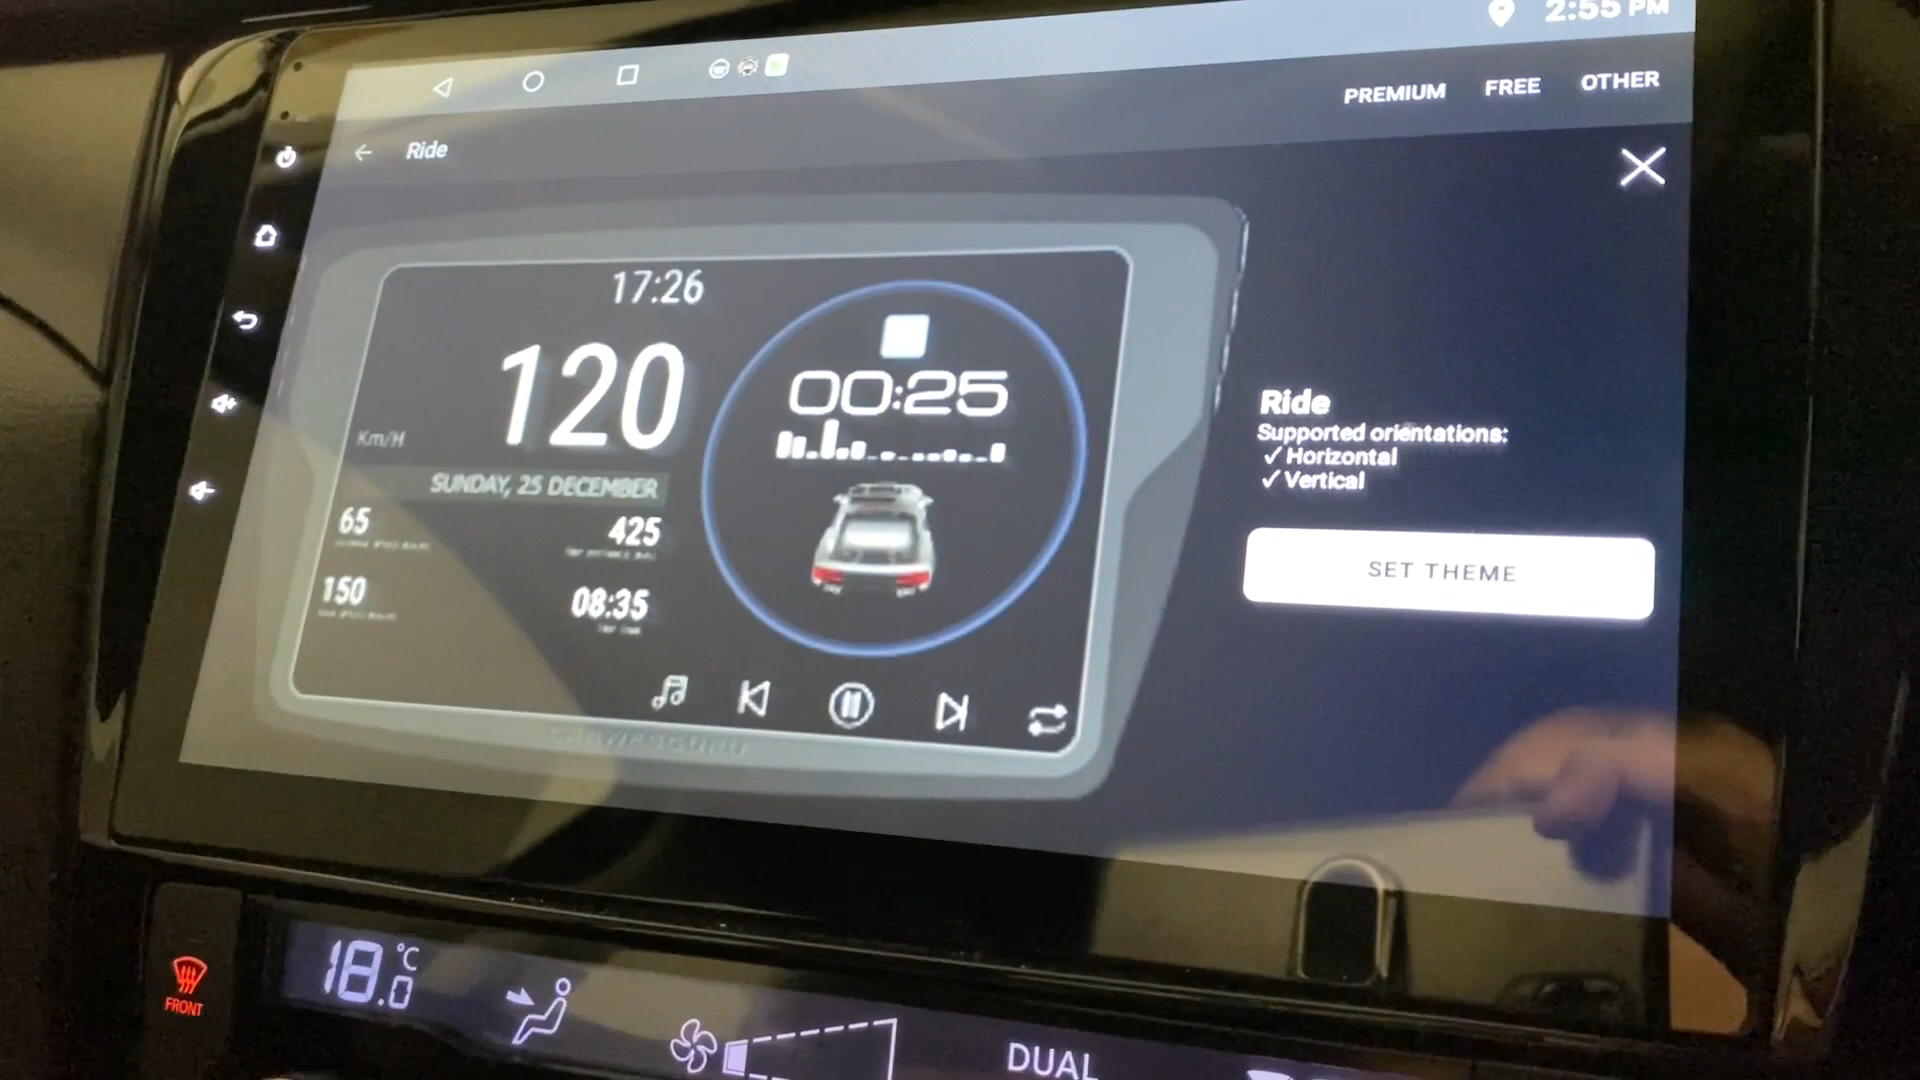 2:55 PM
PREMIUM FREE OTHER
Ride
17:26
120
Km/H
SUNDAY, 25 DECEMBER
65
425
150
08:35
00:25
Ride
Supported orientations:
✓ Horizontal
✓ Vertical
SET THEME
18.0 °C
FRONT
DUAL